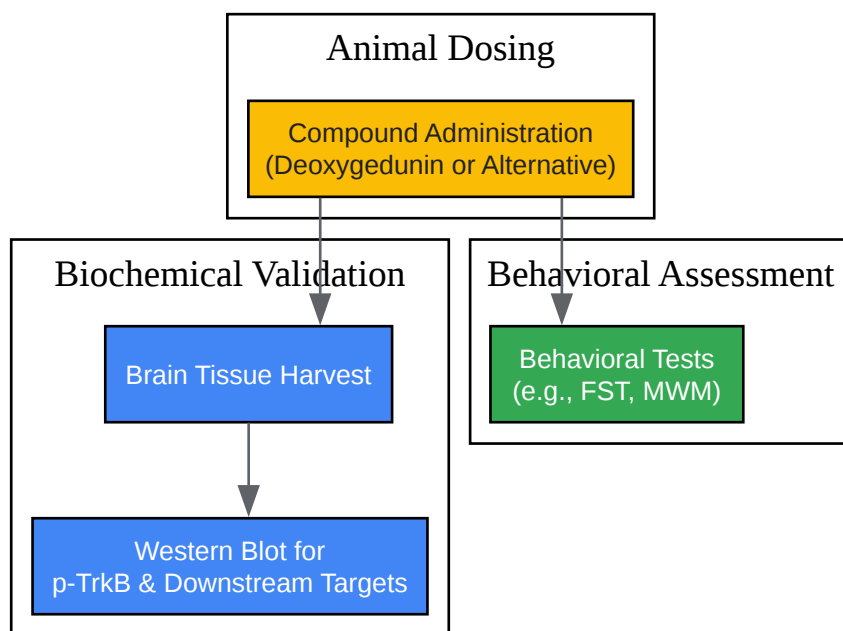 Animal Dosing
Compound Administration
(Deoxygedunin or Alternative)
Biochemical Validation
Brain Tissue Harvest
Western Blot for
p-TrkB & Downstream Targets
Behavioral Assessment
Behavioral Tests
(e.g., FST, MWM)